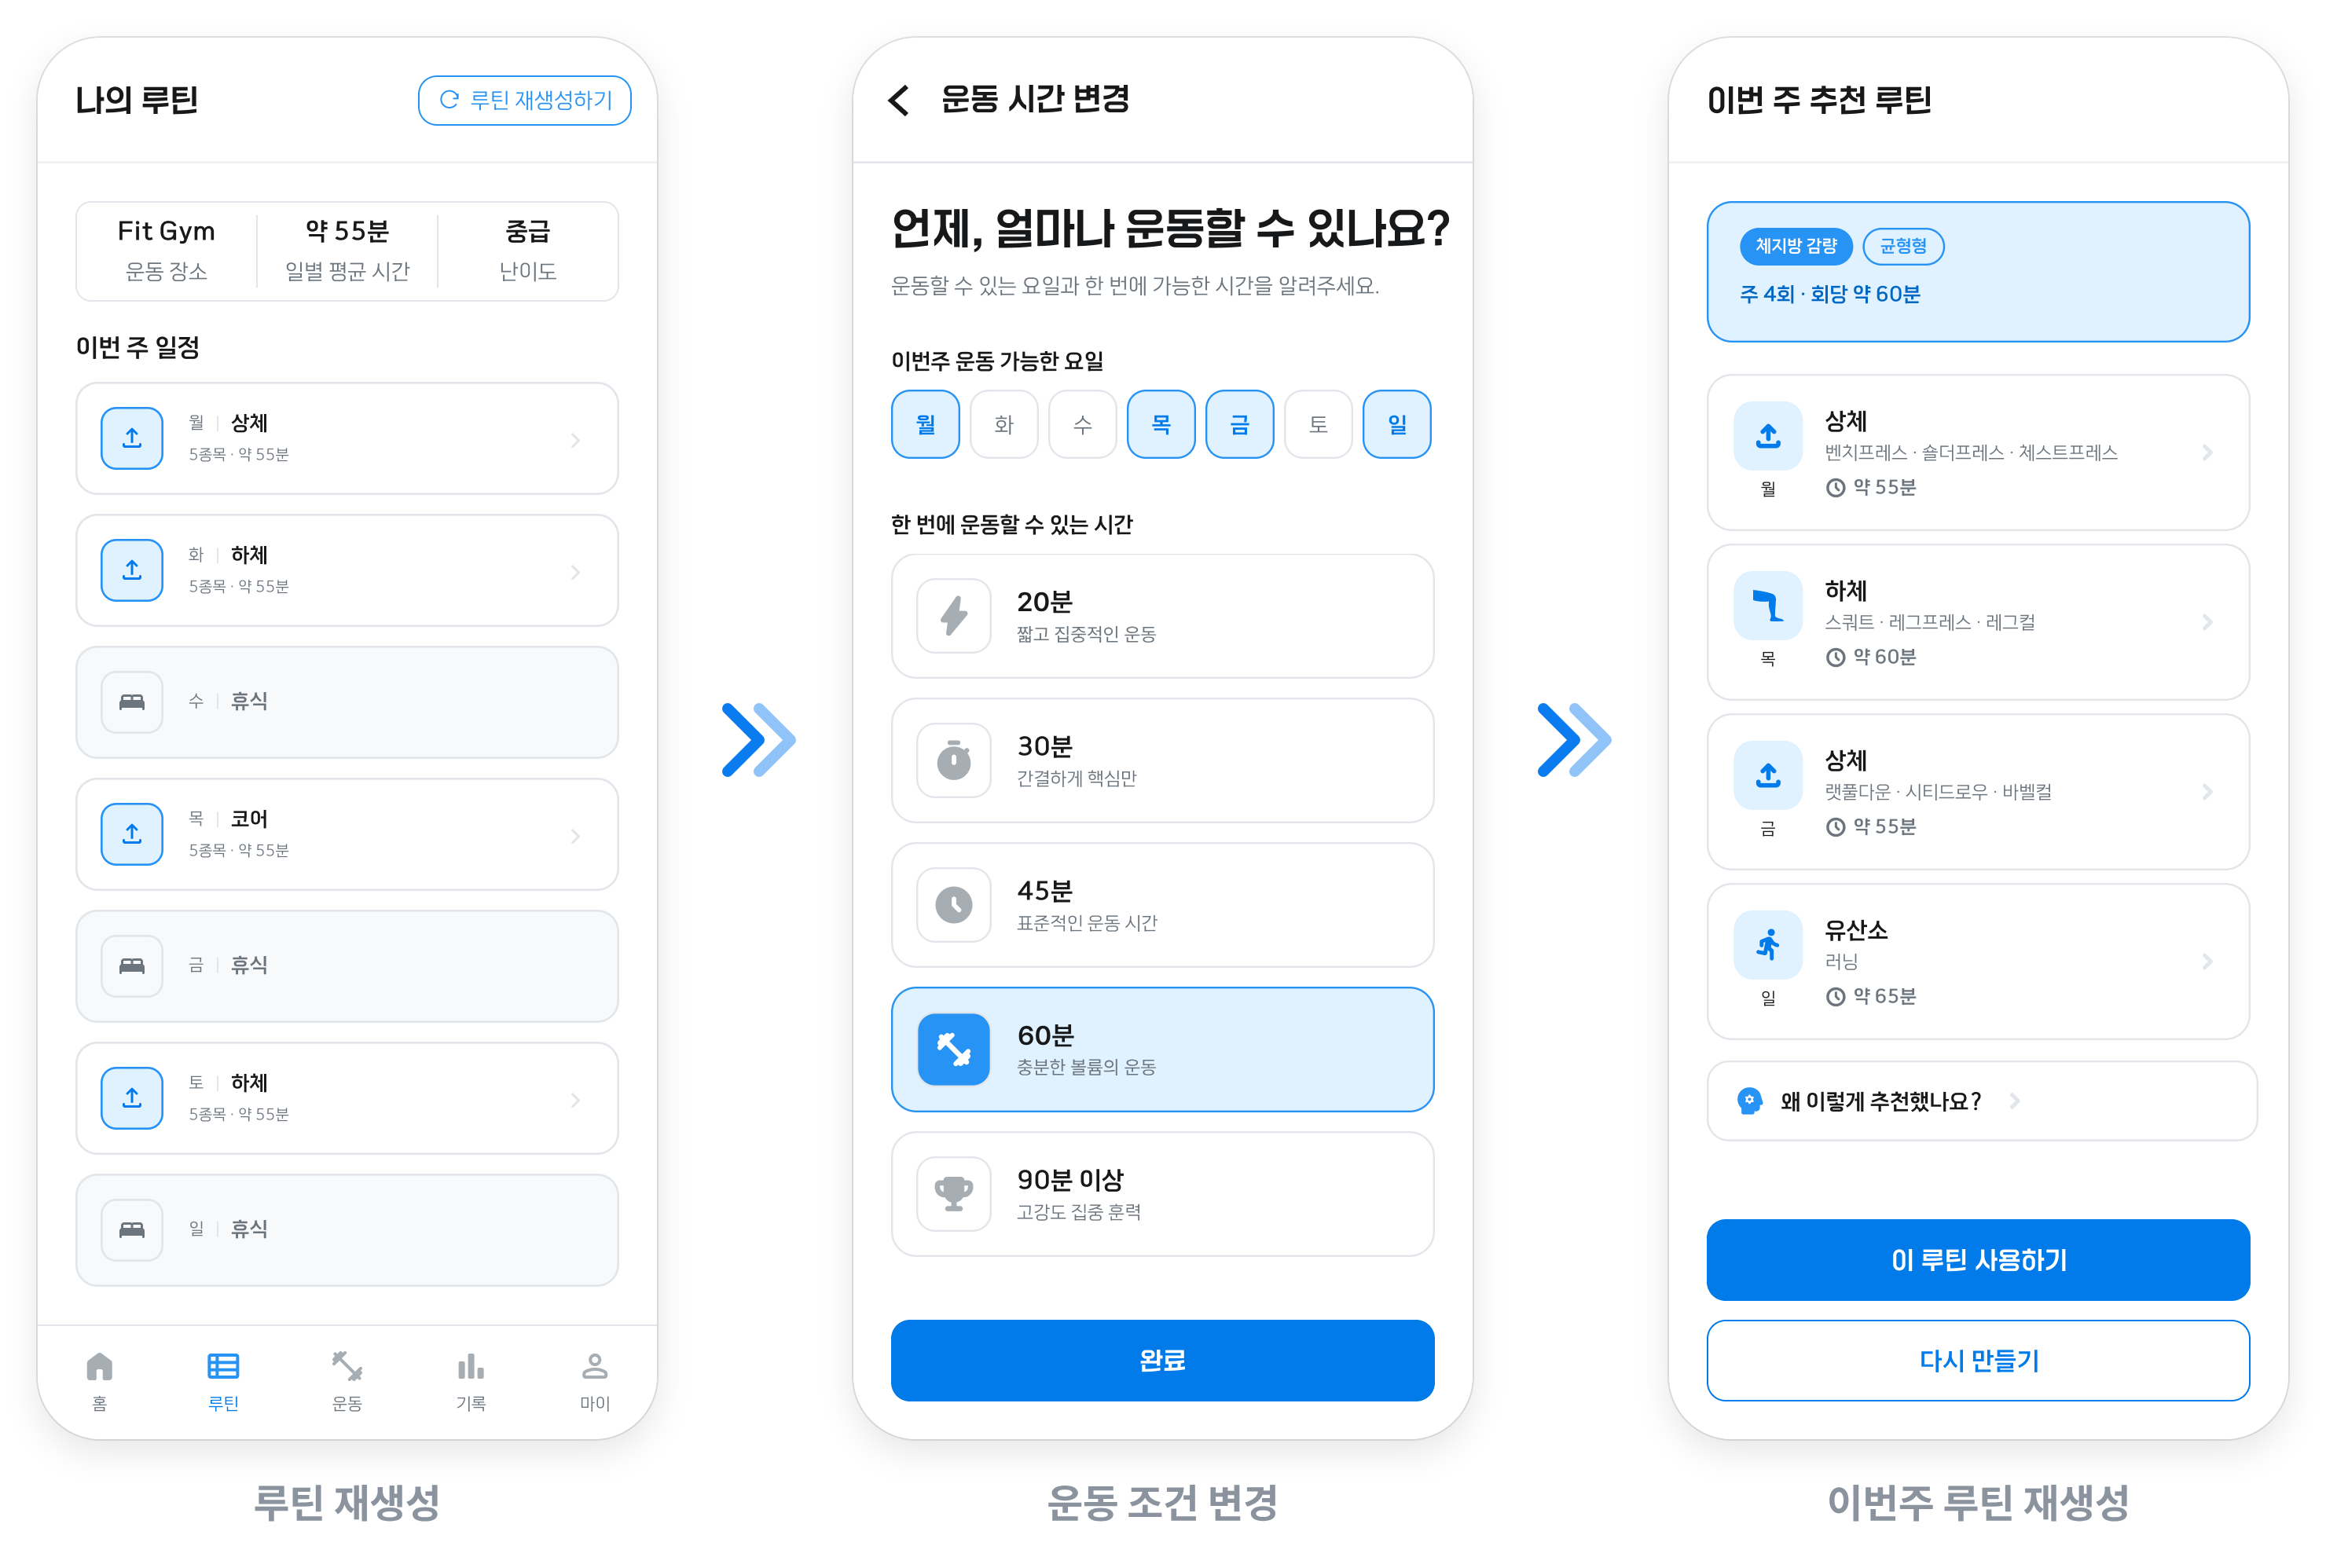 나의 루틴
루틴 재생성하기
Fit Gym
운동 장소
약 55분
일별 평균 시간
중급
난이도
이번 주 일정
월 | 상체
5종목 · 약 55분
화 | 하체
5종목 · 약 55분
수 | 휴식
목 | 코어
5종목 · 약 55분
금 | 휴식
토 | 하체
5종목 · 약 55분
일 | 휴식
홈
루틴
운동
기록
마이
루틴 재생성
운동 시간 변경
언제, 얼마나 운동할 수 있나요?
운동할 수 있는 요일과 한 번에 가능한 시간을 알려주세요.
이번주 운동 가능한 요일
월 화 수 목 금 토 일
한 번에 운동할 수 있는 시간
20분
짧고 집중적인 운동
30분
간결하게 핵심만
45분
표준적인 운동 시간
60분
충분한 볼륨의 운동
90분 이상
고강도 집중 훈련
완료
운동 조건 변경
이번 주 추천 루틴
체지방 감량
균형형
주 4회 · 회당 약 60분
상체
벤치프레스 · 숄더프레스 · 체스트프레스
월
약 55분
하체
스쿼트 · 레그프레스 · 레그컬
목
약 60분
상체
랫풀다운 · 시티드로우 · 바벨컬
금
약 55분
유산소
러닝
일
약 65분
왜 이렇게 추천했나요?
이 루틴 사용하기
다시 만들기
이번주 루틴 재생성